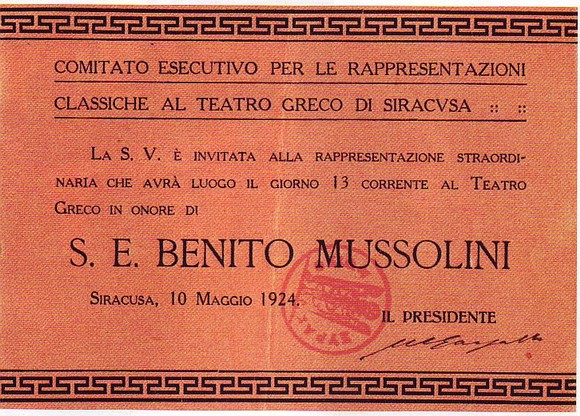 COMITATO ESECUTIVO PER LE RAPPRESENTAZIONI
CLASSICHE AL TEATRO GRECO DI SIRACVSA :: ::
LA S. V. È INVITATA ALLA RAPPRESENTAZIONE STRAORDI-
NARIA CHE AVRÀ LUOGO IL GIORNO 13 CORRENTE AL TEATRO
GRECO IN ONORE DI
S. E. BENITO MUSSOLINI
SIRACUSA, 10 MAGGIO 1924.
IL PRESIDENTE